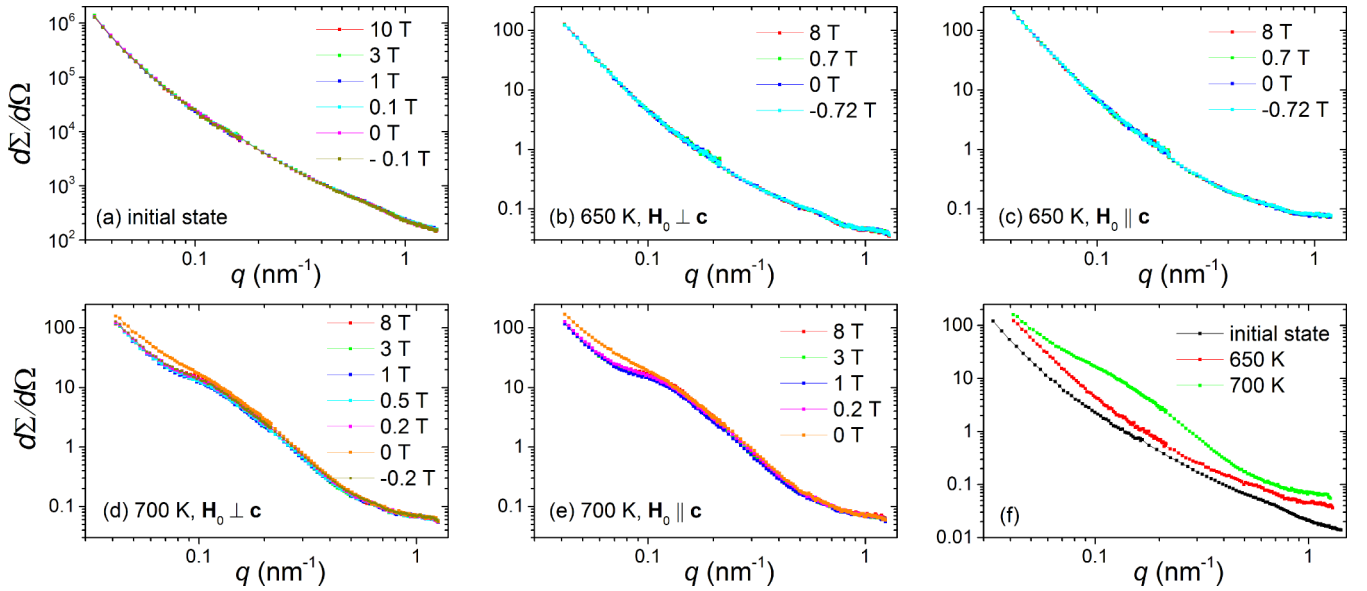 10⁶
10⁵
10⁴
10³
10²
dΣ/dΩ
10 T
3 T
1 T
0.1 T
0 T
- 0.1 T
(a) initial state
0.1
1
q (nm⁻¹)
100
10
1
0.1
8 T
0.7 T
0 T
-0.72 T
(b) 650 K, H₀ ⊥ c
0.1
1
q (nm⁻¹)
100
10
1
0.1
8 T
0.7 T
0 T
-0.72 T
(c) 650 K, H₀ ∥ c
0.1
1
q (nm⁻¹)
100
10
1
0.1
dΣ/dΩ
8 T
3 T
1 T
0.5 T
0.2 T
0 T
-0.2 T
(d) 700 K, H₀ ⊥ c
0.1
1
q (nm⁻¹)
100
10
1
0.1
8 T
3 T
1 T
0.2 T
0 T
(e) 700 K, H₀ ∥ c
0.1
1
q (nm⁻¹)
100
10
1
0.1
0.01
initial state
650 K
700 K
(f)
0.1
1
q (nm⁻¹)